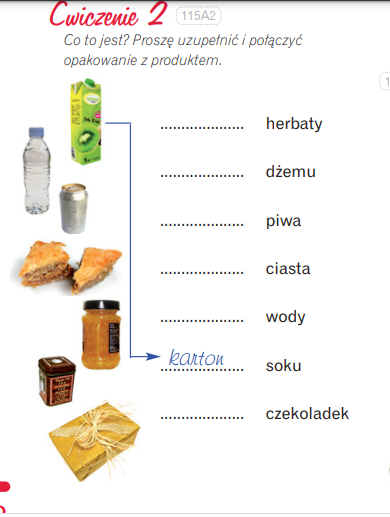 Ćwiczenie 2 115A2
Co to jest? Proszę uzupełnić i połączyć
opakowanie z produktem.
..................... herbaty
..................... dżemu
..................... piwa
..................... ciasta
..................... wody
karton soku
..................... czekoladek